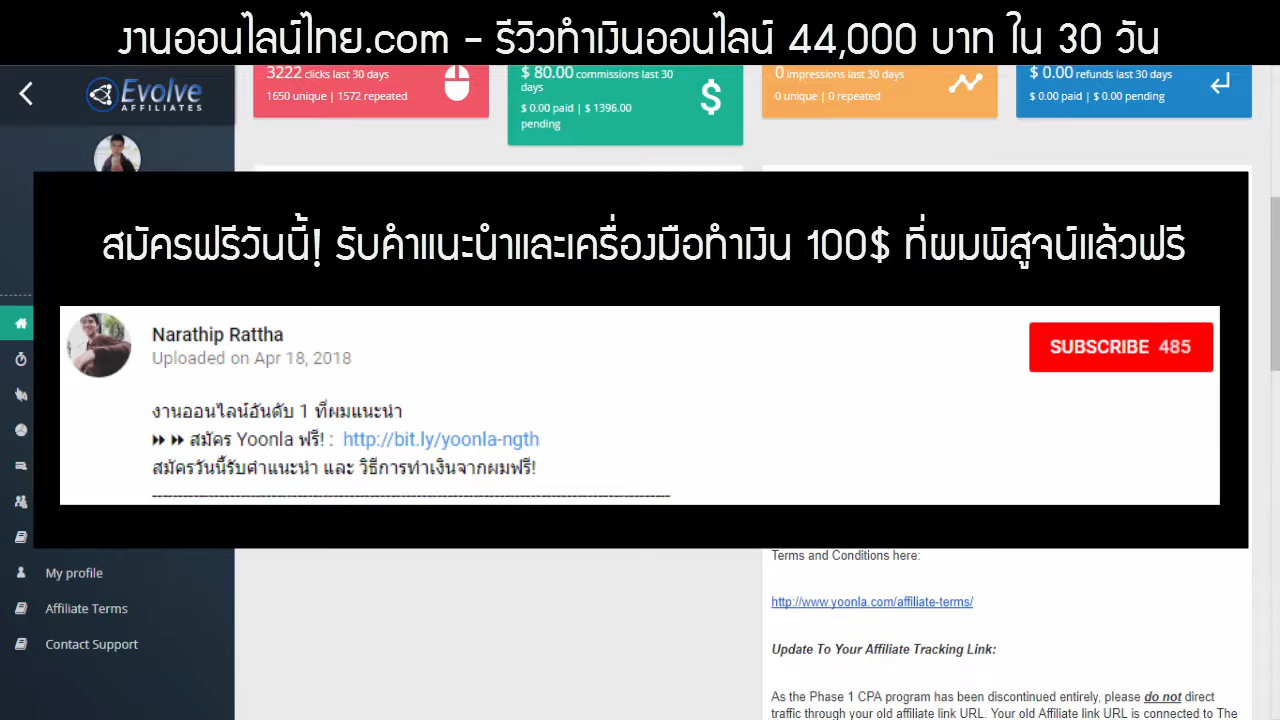 งานออนไลน์ไทย.com - รีวิวทำเงินออนไลน์ 44,000 บาท ใน 30 วัน
Evolve
AFFILIATES
3222 clicks last 30 days
1650 unique | 1572 repeated
$ 80.00 commissions last 30
days
$ 0.00 paid | $ 1396.00
pending
0 impressions last 30 days
0 unique | 0 repeated
$ 0.00 refunds last 30 days
$ 0.00 paid | $ 0.00 pending
สมัครฟรีวันนี้! รับคำแนะนำและเครื่องมือทำเงิน 100$ ที่ผมพิสูจน์แล้วฟรี
Narathip Rattha
Uploaded on Apr 18, 2018
SUBSCRIBE 485
งานออนไลน์อันดับ 1 ที่ผมแนะนำ
สมัคร Yoonla ฟรี! : http://bit.ly/yoonla-ngth
สมัครวันนี้รับคำแนะนำ และ วิธีการทำเงินจากผมฟรี!
My profile
Affiliate Terms
Contact Support
Terms and Conditions here:
http://www.yoonla.com/affiliate-terms/
Update To Your Affiliate Tracking Link:
As the Phase 1 CPA program has been discontinued entirely, please do not direct
traffic through your old affiliate link URL. Your old Affiliate link URL is connected to The